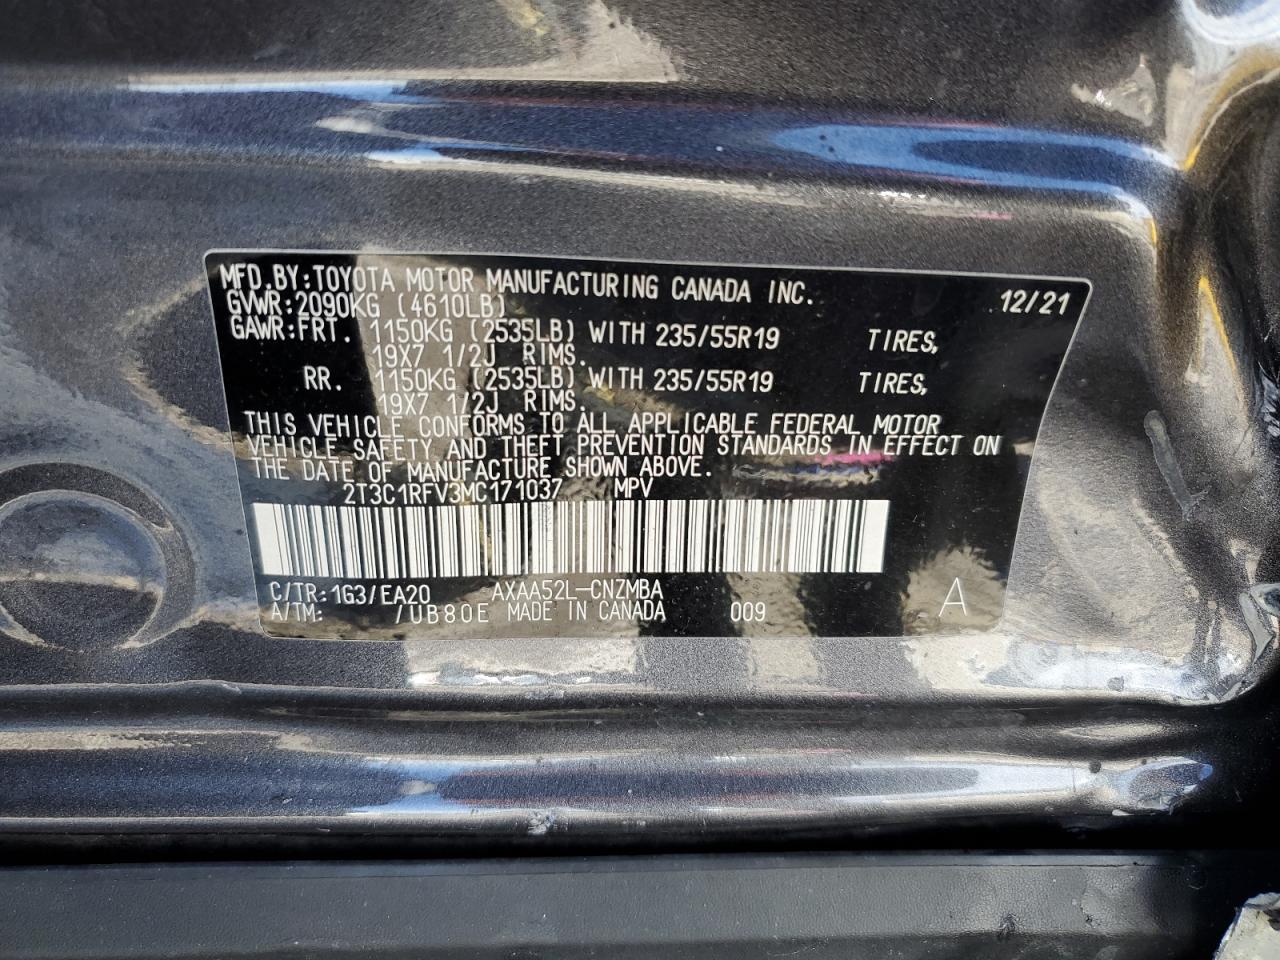 MFD.BY:TOYOTA MOTOR MANUFACTURING CANADA INC. 12/21
GVWR:2090KG (4610LB)
GAWR:FRT. 1150KG (2535LB) WITH 235/55R19 TIRES,
19X7 1/2J RIMS.
RR. 1150KG (2535LB) WITH 235/55R19 TIRES,
19X7 1/2J RIMS.
THIS VEHICLE CONFORMS TO ALL APPLICABLE FEDERAL MOTOR
VEHICLE SAFETY AND THEFT PREVENTION STANDARDS IN EFFECT ON
THE DATE OF MANUFACTURE SHOWN ABOVE.
2T3C1RFV3MC171037 MPV
C/TR:1G3/EA20 AXAA52L-CNZMBA
A/TM: /UB80E MADE IN CANADA 009 A